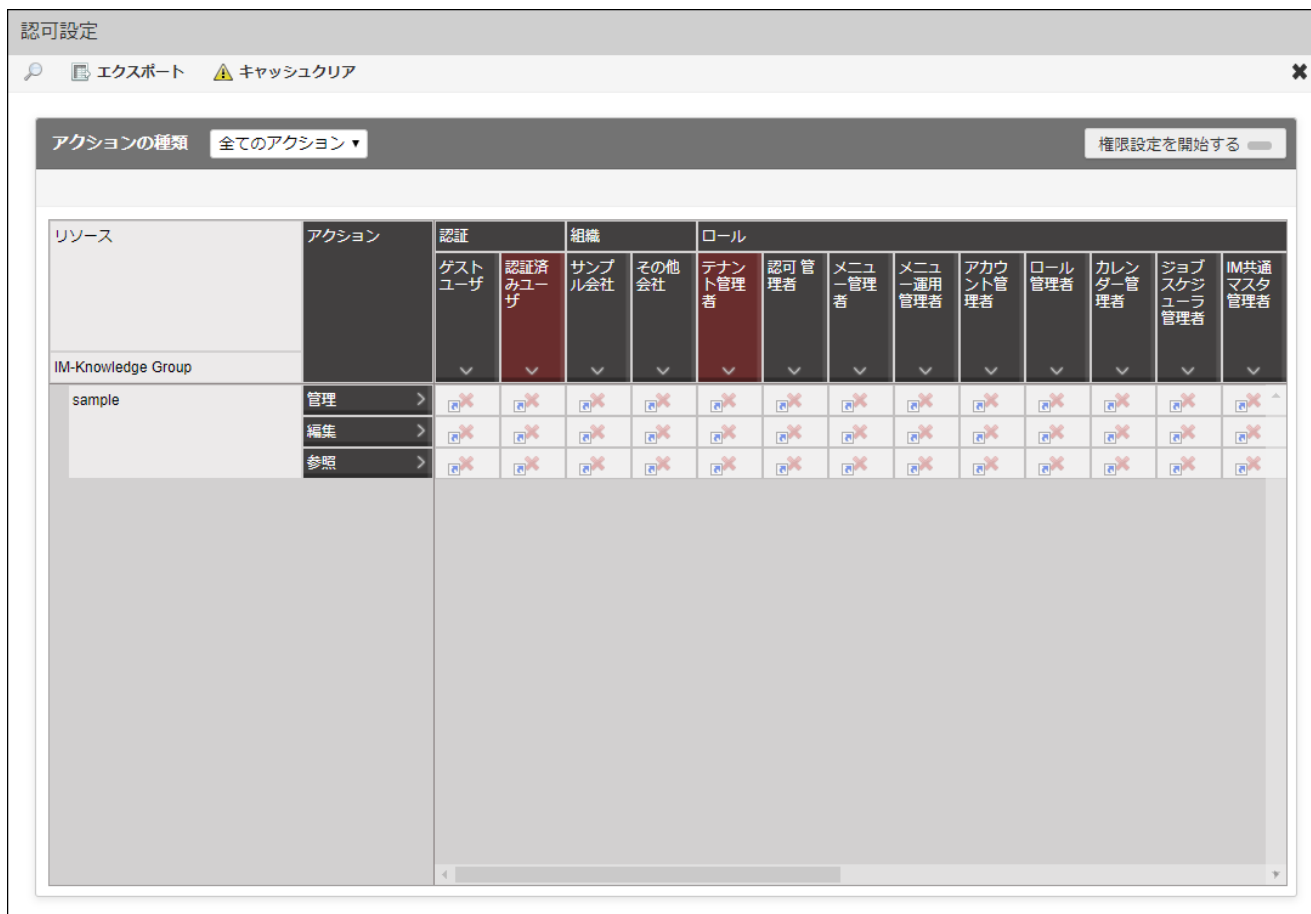 認可設定
エクスポート キャッシュクリア
アクションの種類 全てのアクション 権限設定を開始する
リソース アクション 認証 組織 ロール
ゲスト
ユーザ
認証済
みユー
ザ
サンプ
ル会社
その他
会社
テナン
ト管理
者
認可 管
理者
メニュ
ー管理
者
メニュ
ー運用
管理者
アカウ
ント管
理者
ロール
管理者
カレン
ダー管
理者
ジョブ
スケジ
ューラ
管理者
IM共通
マスタ
管理者
IM-Knowledge Group
sample 管理
編集
参照